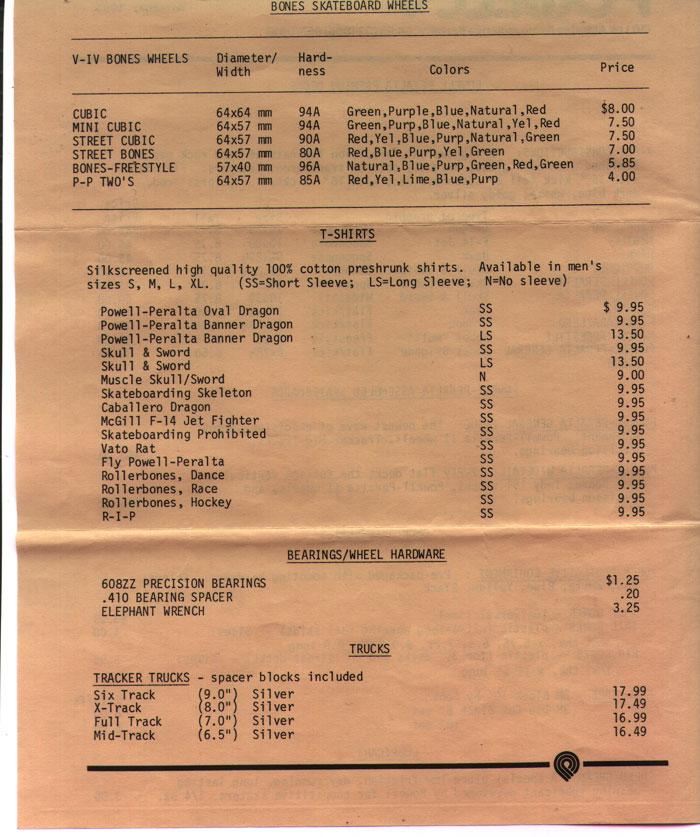 BONES SKATEBOARD WHEELS
V-IV BONES WHEELS Diameter/ Hard-
Width ness Colors Price
CUBIC 64x64 mm 94A Green,Purple,Blue,Natural,Red $8.00
MINI CUBIC 64x57 mm 94A Green,Purp,Blue,Natural,Yel,Red 7.50
STREET CUBIC 64x57 mm 90A Red,Yel,Blue,Purp,Natural,Green 7.50
STREET BONES 64x57 mm 80A Red,Blue,Purp,Yel,Green 7.00
BONES-FREESTYLE 57x40 mm 96A Natural,Blue,Purp,Green,Red,Green 5.85
P-P TWO'S 64x57 mm 85A Red,Yel,Lime,Blue,Purp 4.00
T-SHIRTS
Silkscreened high quality 100% cotton preshrunk shirts. Available in men's
sizes S, M, L, XL. (SS=Short Sleeve; LS=Long Sleeve; N=No sleeve)
Powell-Peralta Oval Dragon SS $ 9.95
Powell-Peralta Banner Dragon SS 9.95
Powell-Peralta Banner Dragon LS 13.50
Skull & Sword SS 9.95
Skull & Sword LS 13.50
Muscle Skull/Sword N 9.00
Skateboarding Skeleton SS 9.95
Caballero Dragon SS 9.95
McGill F-14 Jet Fighter SS 9.95
Skateboarding Prohibited SS 9.95
Vato Rat SS 9.95
Fly Powell-Peralta SS 9.95
Rollerbones, Dance SS 9.95
Rollerbones, Race SS 9.95
Rollerbones, Hockey SS 9.95
R-I-P SS 9.95
BEARINGS/WHEEL HARDWARE
608ZZ PRECISION BEARINGS $1.25
.410 BEARING SPACER .20
ELEPHANT WRENCH 3.25
TRUCKS
TRACKER TRUCKS - spacer blocks included
Six Track (9.0") Silver 17.99
X-Track (8.0") Silver 17.49
Full Track (7.0") Silver 16.99
Mid-Track (6.5") Silver 16.49